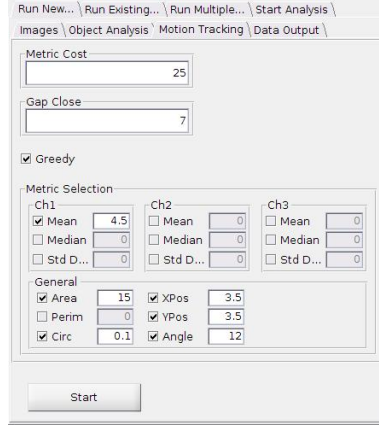 Run New... Run Existing... Run Multiple... Start Analysis
Images Object Analysis Motion Tracking Data Output
Metric Cost
25
Gap Close
7
Greedy
Metric Selection
Ch1 Ch2 Ch3
Mean 4.5 Mean 0 Mean 0
Median 0 Median 0 Median 0
Std D... 0 Std D... 0 Std D... 0
General
Area 15 XPos 3.5
Perim 0 YPos 3.5
Circ 0.1 Angle 12
Start